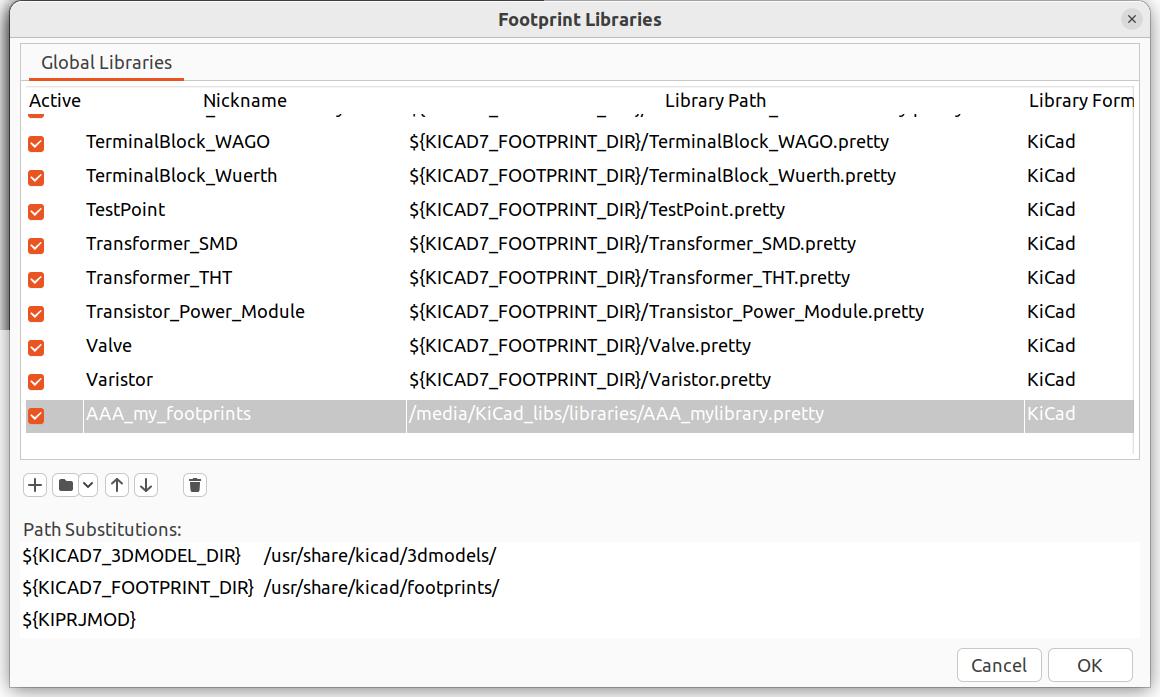 Footprint Libraries
Global Libraries
Active Nickname Library Path Library Form
TerminalBlock_WAGO ${KICAD7_FOOTPRINT_DIR}/TerminalBlock_WAGO.pretty KiCad
TerminalBlock_Wuerth ${KICAD7_FOOTPRINT_DIR}/TerminalBlock_Wuerth.pretty KiCad
TestPoint ${KICAD7_FOOTPRINT_DIR}/TestPoint.pretty KiCad
Transformer_SMD ${KICAD7_FOOTPRINT_DIR}/Transformer_SMD.pretty KiCad
Transformer_THT ${KICAD7_FOOTPRINT_DIR}/Transformer_THT.pretty KiCad
Transistor_Power_Module ${KICAD7_FOOTPRINT_DIR}/Transistor_Power_Module.pretty KiCad
Valve ${KICAD7_FOOTPRINT_DIR}/Valve.pretty KiCad
Varistor ${KICAD7_FOOTPRINT_DIR}/Varistor.pretty KiCad
AAA_my_footprints /media/KiCad_libs/libraries/AAA_mylibrary.pretty KiCad
Path Substitutions:
${KICAD7_3DMODEL_DIR} /usr/share/kicad/3dmodels/
${KICAD7_FOOTPRINT_DIR} /usr/share/kicad/footprints/
${KIPRJMOD}
Cancel OK